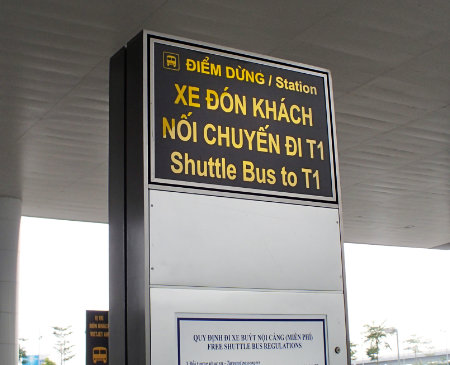 ĐIỂM DỪNG / Station
XE ĐÓN KHÁCH
NỐI CHUYẾN ĐI T1
Shuttle Bus to T1
QUY ĐỊNH ĐI XE BUÝT NỘI CẢNG (MIỄN PHÍ)
FREE SHUTTLE BUS REGULATIONS